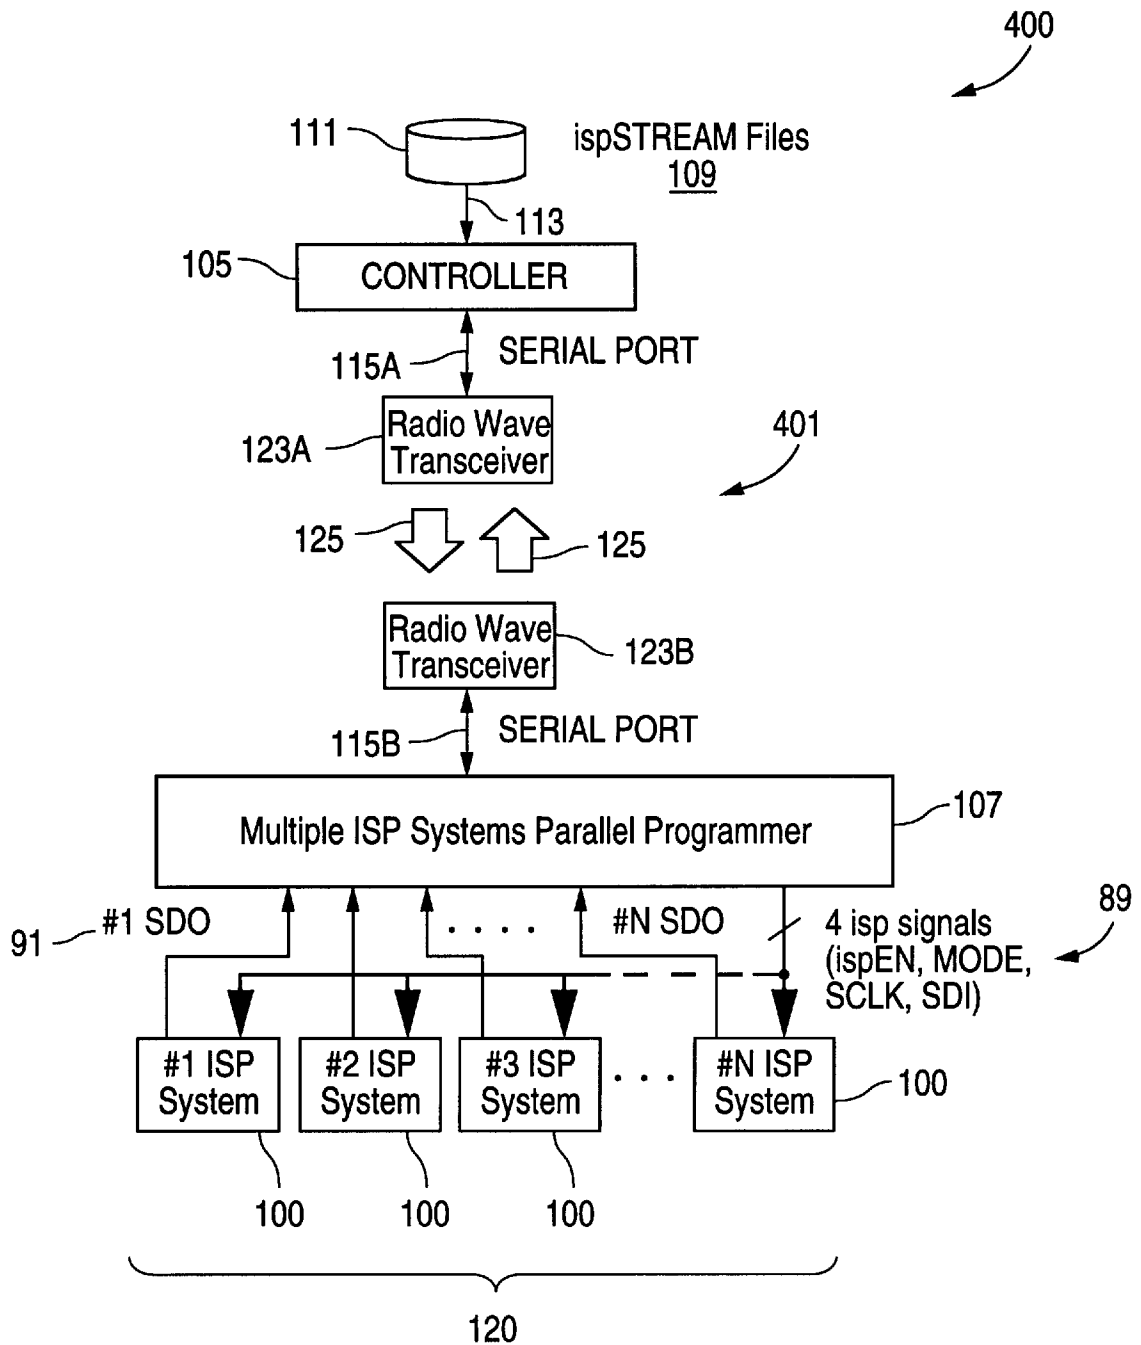 400
111
ispSTREAM Files
109
113
105
CONTROLLER
115A
SERIAL PORT
123A
Radio Wave
Transceiver
401
125
125
Radio Wave
Transceiver
123B
115B
SERIAL PORT
Multiple ISP Systems Parallel Programmer
107
91
#1 SDO
. . . .
#N SDO
4 isp signals
(ispEN, MODE,
SCLK, SDI)
89
#1 ISP
System
#2 ISP
System
#3 ISP
System
. . .
#N ISP
System
100
100
100
100
120